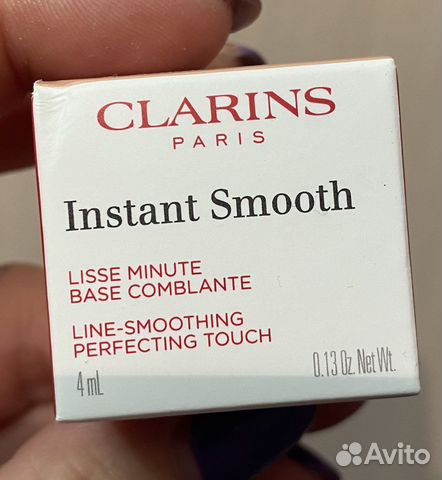 CLARINS
PARIS
Instant Smooth
LISSE MINUTE
BASE COMBLANTE
LINE-SMOOTHING
PERFECTING TOUCH
4 mL
0.13 Oz. Net Wt.
Avito